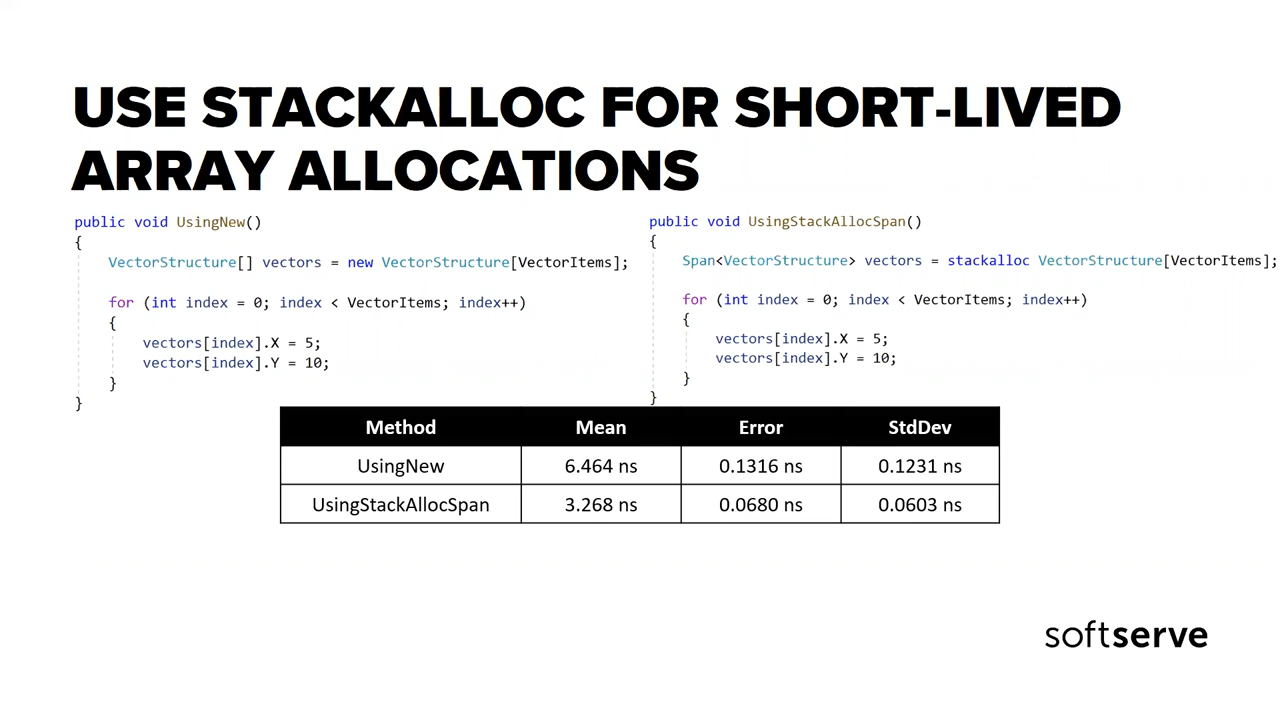 USE STACKALLOC FOR SHORT-LIVED
ARRAY ALLOCATIONS
public void UsingNew()
{
VectorStructure[] vectors = new VectorStructure[VectorItems];
for (int index = 0; index < VectorItems; index++)
{
vectors[index].X = 5;
vectors[index].Y = 10;
}
}
public void UsingStackAllocSpan()
{
Span<VectorStructure> vectors = stackalloc VectorStructure[VectorItems];
for (int index = 0; index < VectorItems; index++)
{
vectors[index].X = 5;
vectors[index].Y = 10;
}
}
Method Mean Error StdDev
UsingNew 6.464 ns 0.1316 ns 0.1231 ns
UsingStackAllocSpan 3.268 ns 0.0680 ns 0.0603 ns
softserve